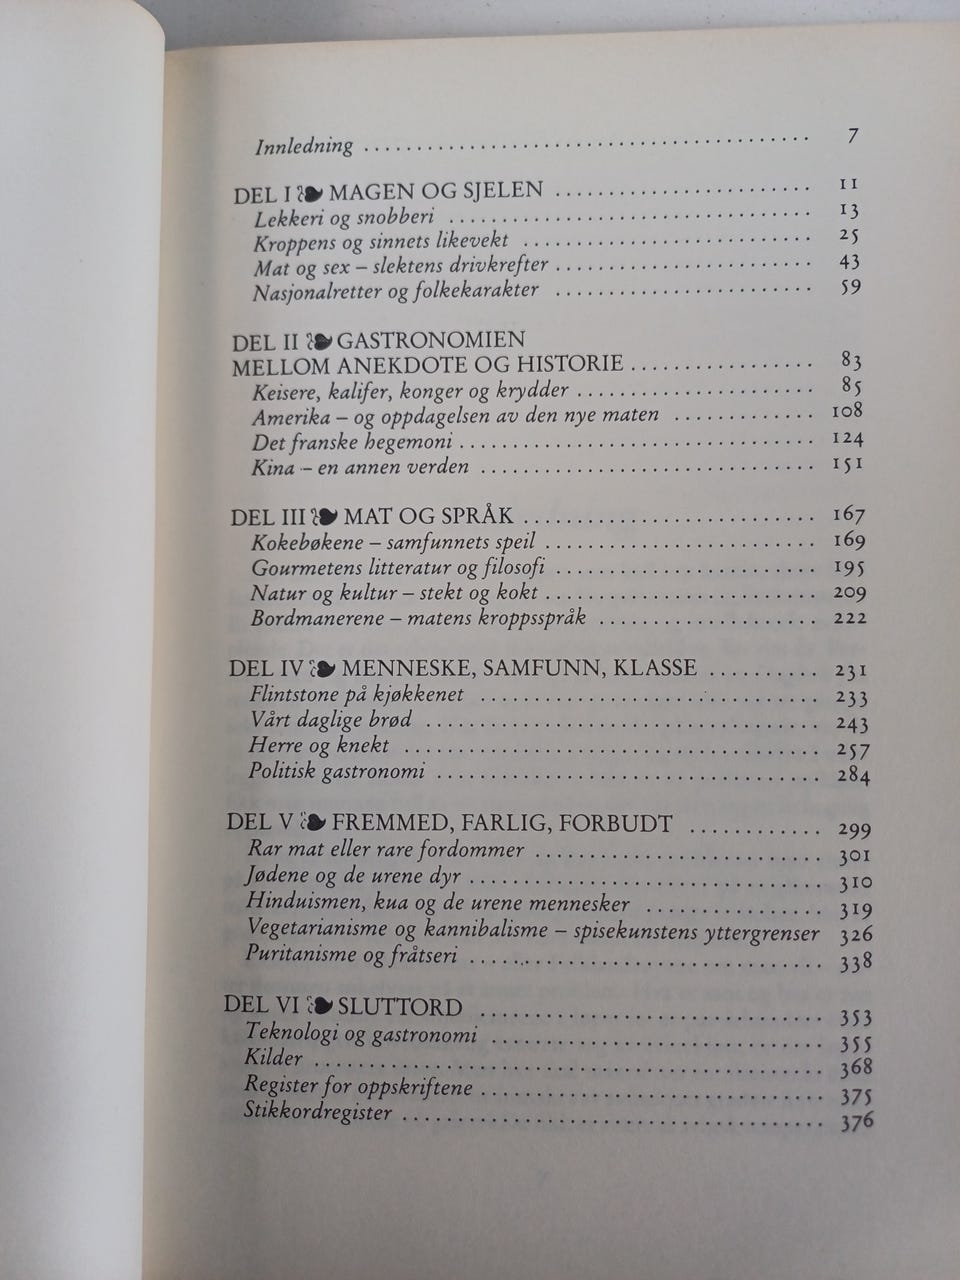 Innledning ........................................ 7
DEL I MAGEN OG SJELEN ........................ 11
Lekkeri og snobberi .................................. 13
Kroppens og sinnets likevekt ........................... 25
Mat og sex – slektens drivkrefter ........................ 43
Nasjonalretter og folkekarakter ........................ 59
DEL II GASTRONOMIEN
MELLOM ANEKDOTE OG HISTORIE ................. 83
Keisere, kalifer, konger og krydder ...................... 85
Amerika – og oppdagelsen av den nye maten ............. 108
Det franske hegemoni ................................. 124
Kina – en annen verden ................................ 151
DEL III MAT OG SPRÅK ........................... 167
Kokebøkene – samfunnets speil ......................... 169
Gourmetens litteratur og filosofi ........................ 195
Natur og kultur – stekt og kokt ......................... 209
Bordmanerene – matens kroppsspråk .................... 222
DEL IV MENNESKE, SAMFUNN, KLASSE .......... 231
Flintstone på kjøkkenet ................................ 233
Vårt daglige brød ..................................... 243
Herre og knekt ....................................... 257
Politisk gastronomi .................................... 284
DEL V FREMMED, FARLIG, FORBUDT ............ 299
Rar mat eller rare fordommer ........................... 301
Jødene og de urene dyr ................................. 310
Hinduismen, kua og de urene mennesker ................ 319
Vegetarianisme og kannibalisme – spisekunstens yttergrenser 326
Puritanisme og fråtseri ................................. 338
DEL VI SLUTTORD ................................ 353
Teknologi og gastronomi ............................... 355
Kilder ................................................ 368
Register for oppskriftene ................................ 375
Stikkordregister ....................................... 376